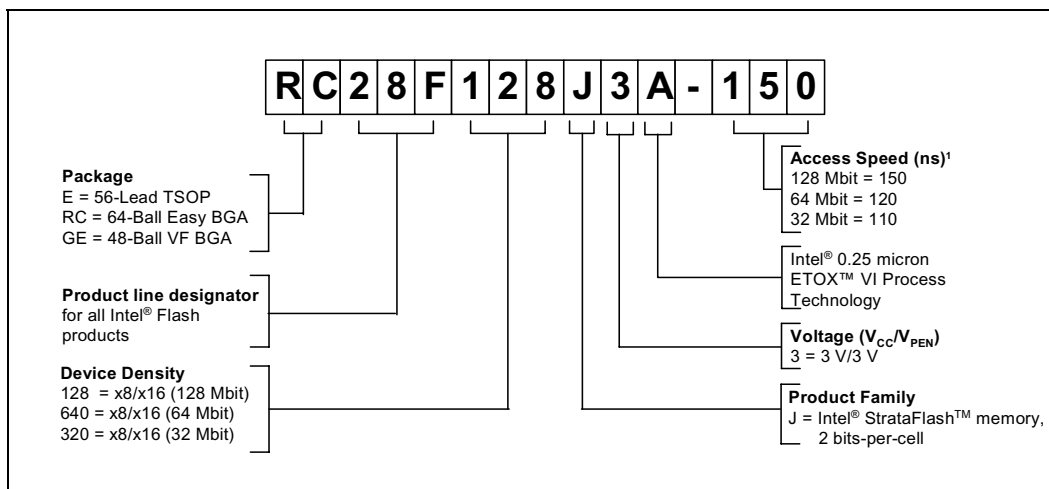 RC28F128J3A-150
Package
E = 56-Lead TSOP
RC = 64-Ball Easy BGA
GE = 48-Ball VF BGA
Product line designator
for all Intel® Flash
products
Device Density
128 = x8/x16 (128 Mbit)
640 = x8/x16 (64 Mbit)
320 = x8/x16 (32 Mbit)
Access Speed (ns)¹
128 Mbit = 150
64 Mbit = 120
32 Mbit = 110
Intel® 0.25 micron
ETOX™ VI Process
Technology
Voltage (VCC/VPEN)
3 = 3 V/3 V
Product Family
J = Intel® StrataFlash™ memory,
2 bits-per-cell